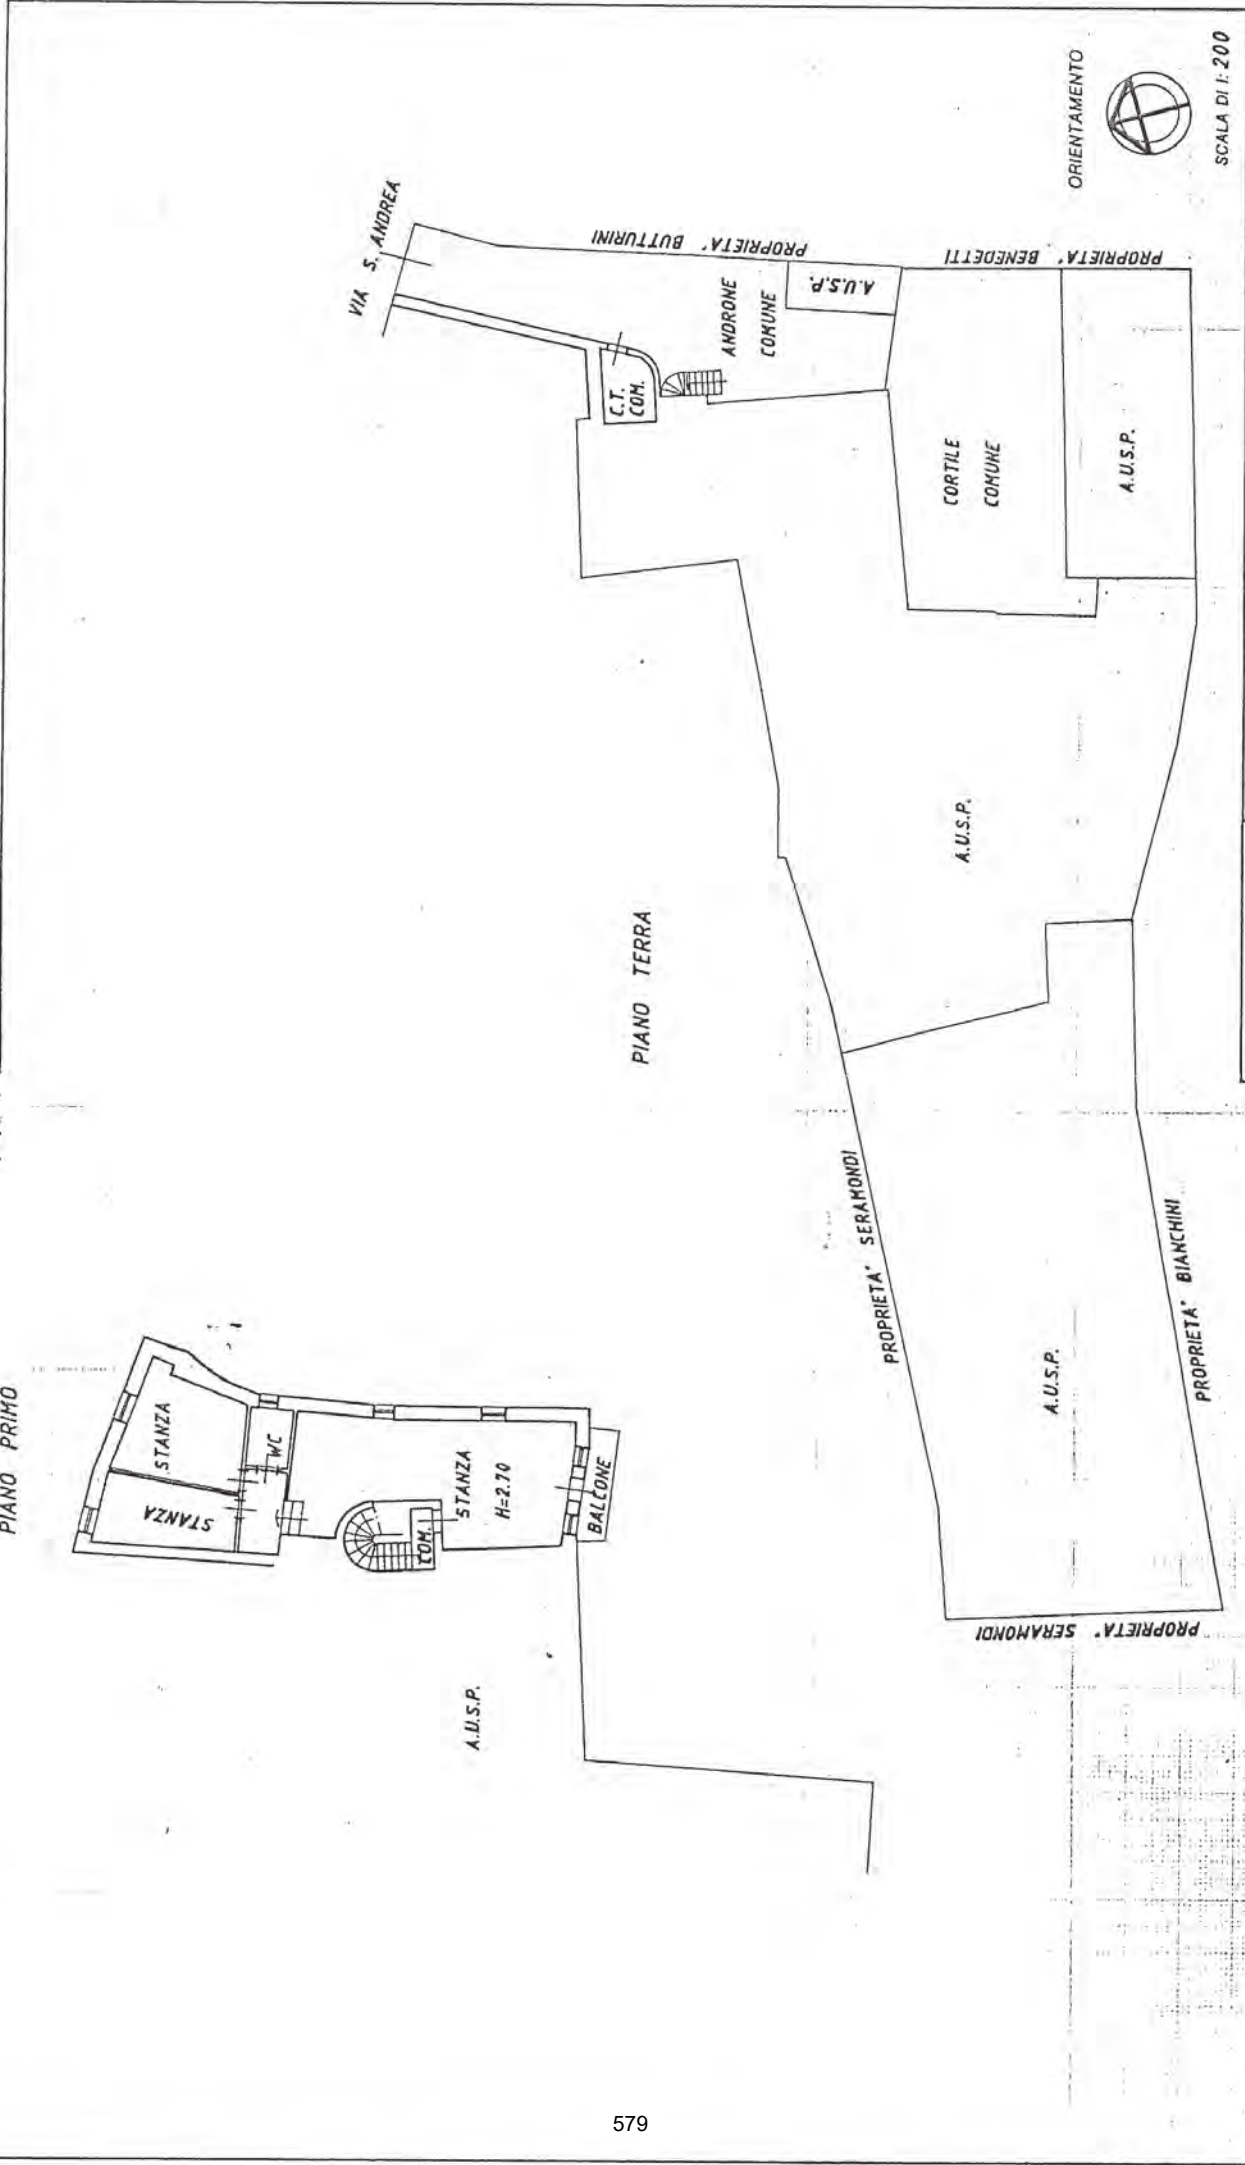 PIANO PRIMO
STANZA
STANZA
WC
STANZA
H=2.70
COM.
BALCONE
A.U.S.P.
PIANO TERRA
VIA S. ANDREA
PROPRIETA' BUTTURINI
C.T.
COM.
ANDRONE
COMUNE
A.U.S.P.
PROPRIETA' BENEDETTI
CORTILE
COMUNE
A.U.S.P.
A.U.S.P.
PROPRIETA' SERAMONDI
A.U.S.P.
PROPRIETA' BIANCHINI
PROPRIETA' SERAMONDI
ORIENTAMENTO
SCALA DI 1: 200
579